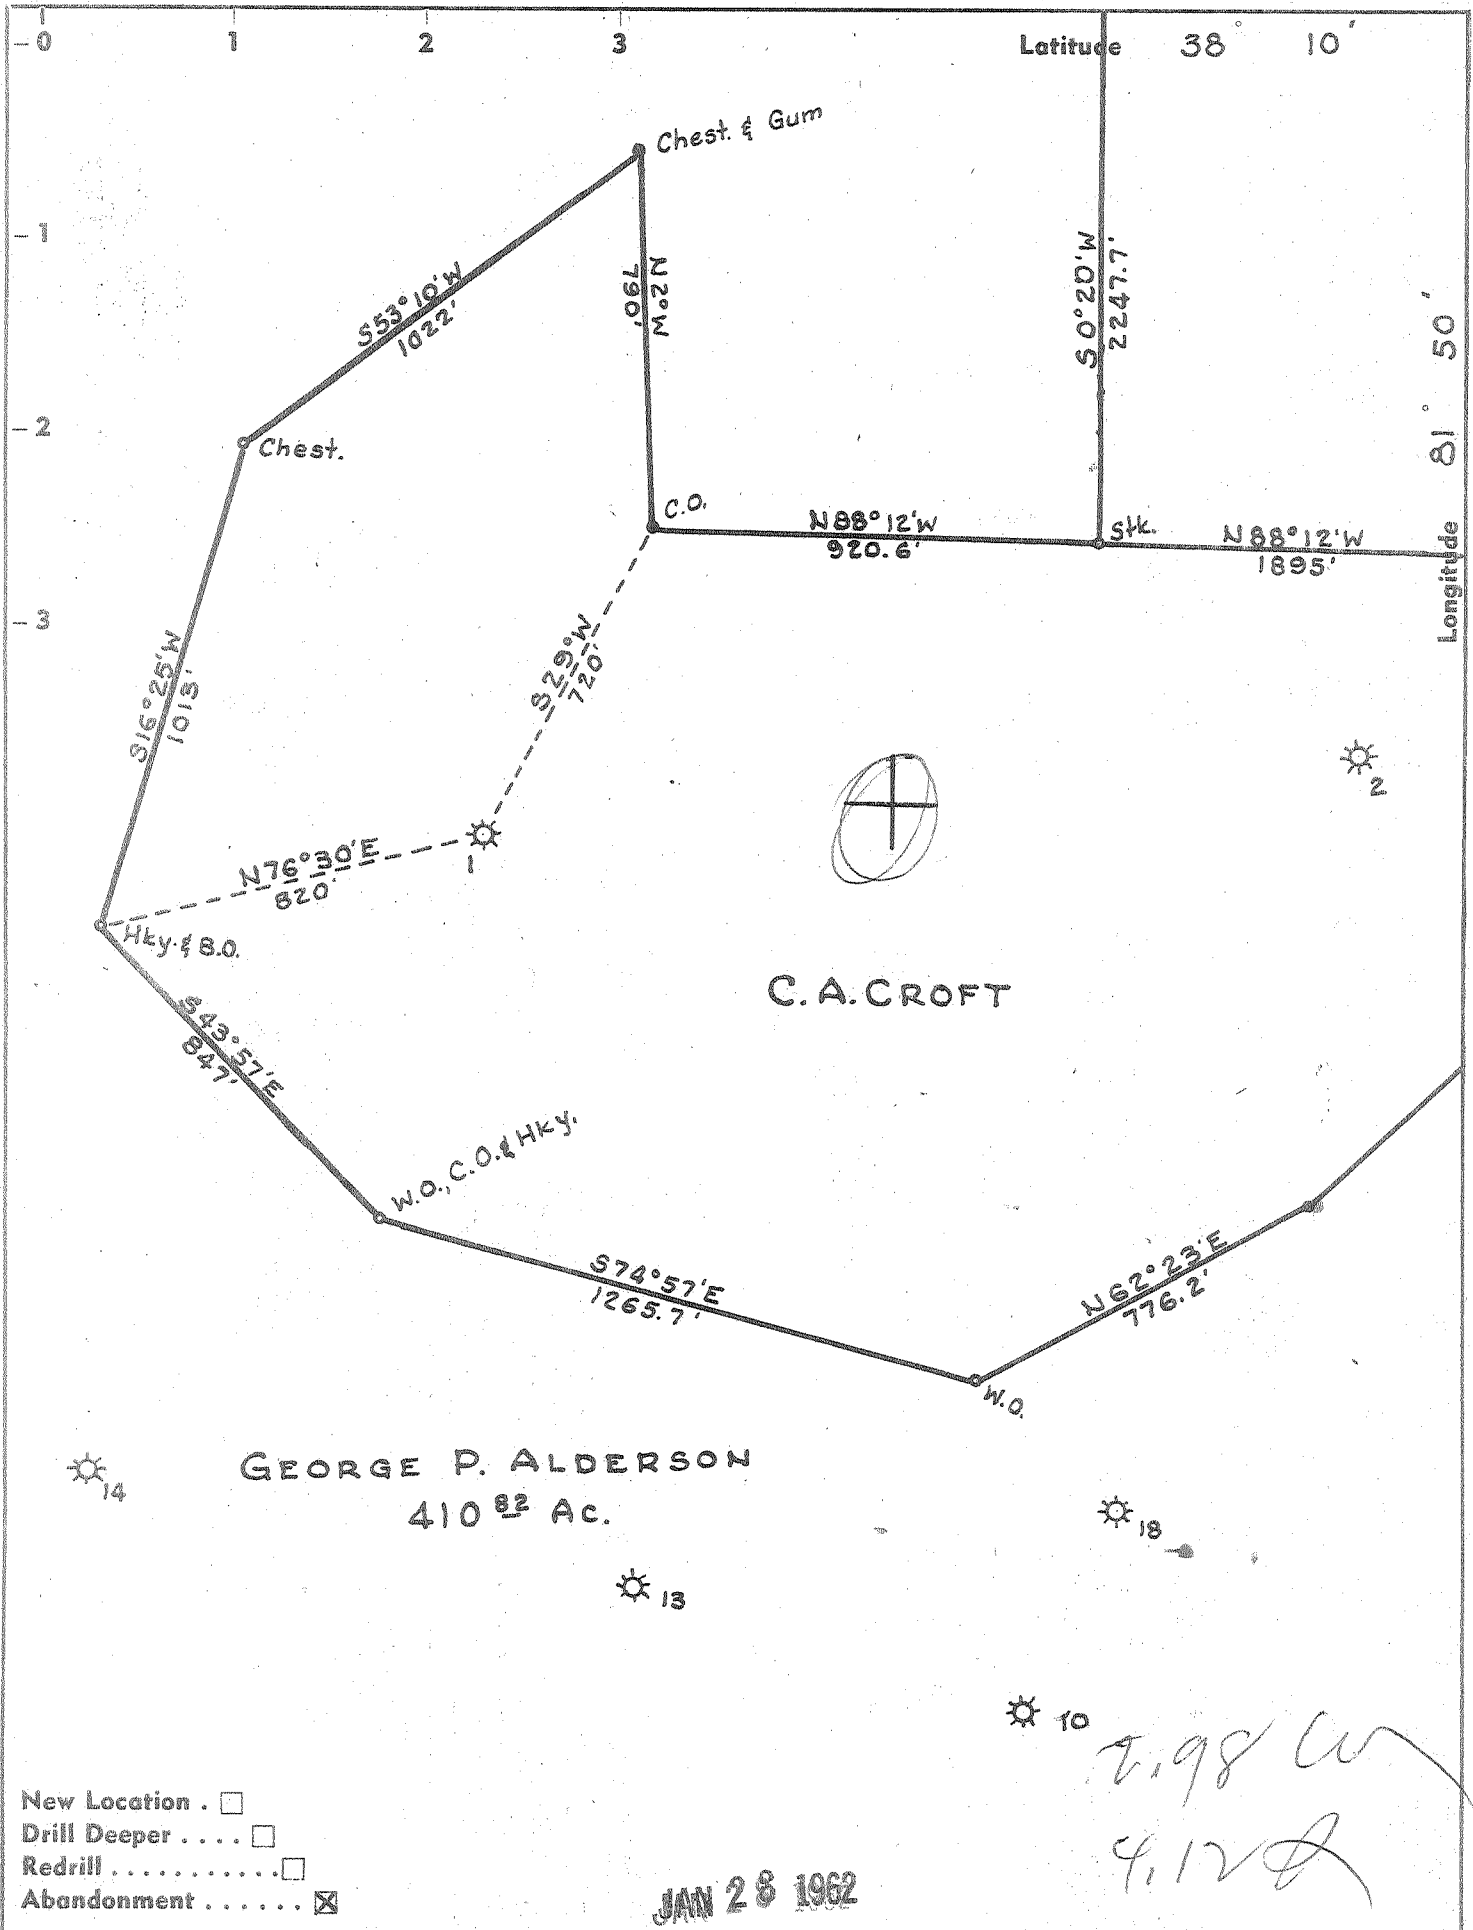 -0 1 2 3 Latitude 38° 10'
Chest. & Gum
-1
S53°10'W
1022'
N2°W
790'
S0°20'W
2247.7'
81° 50'
Longitude
-2
Chest.
C.O.
N88°12'W
920.6'
Stk.
N88°12'W
1895'
-3
S29°W
720'
S16°25'W
1013'
2
N76°30'E
820'
1
Hky. & B.O.
C.A. CROFT
S43°57'E
847'
W.O., C.O. & Hky.
S74°57'E
1265.7'
N62°23'E
776.2'
W.O.
14
GEORGE P. ALDERSON
410 82 Ac.
18
13
10
New Location . □
Drill Deeper .... □
Redrill ........... □
Abandonment ...... ☒
JAN 23 1962